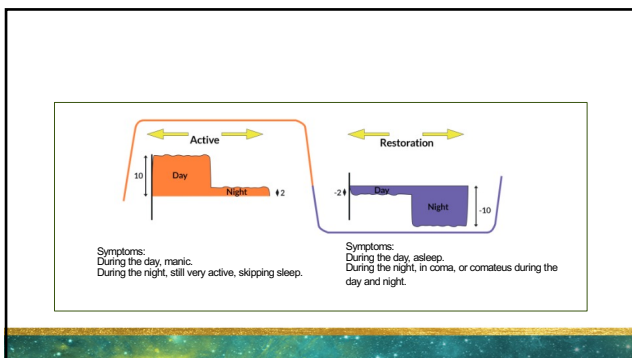 Active
10
Day
Night
2
Symptoms:
During the day, manic.
During the night, still very active, skipping sleep.
Restoration
-2
Day
Night
-10
Symptoms:
During the day, asleep.
During the night, in coma, or comateus during the
day and night.